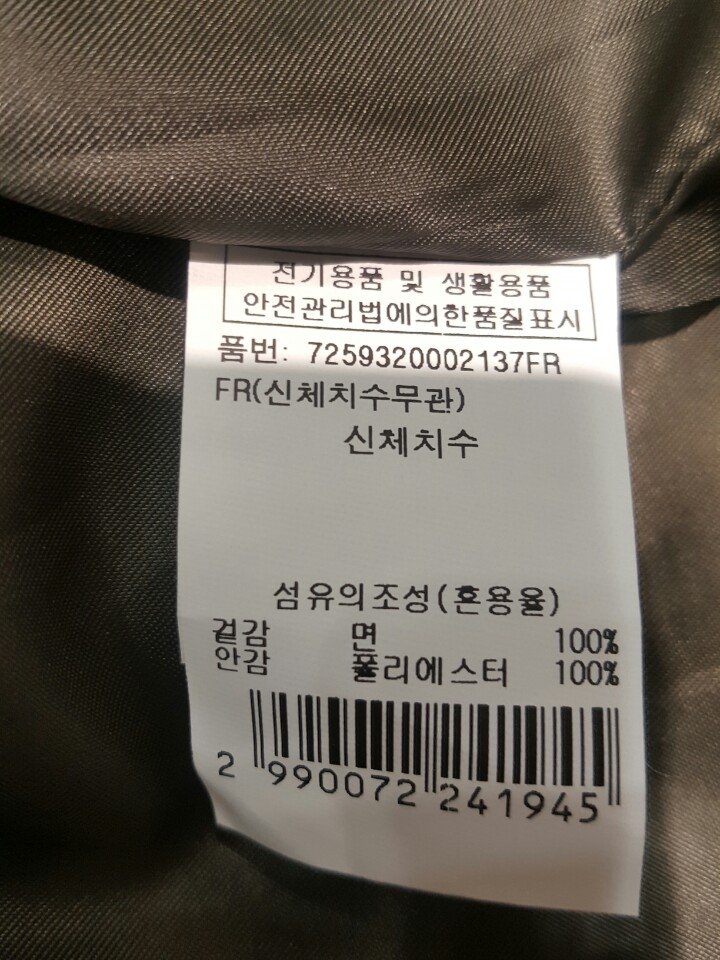 전기용품 및 생활용품
안전관리법에의한품질표시
품번: 7259320002137FR
FR(신체치수무관)
신체치수
섬유의조성(혼용율)
겉감 면 100%
안감 폴리에스터 100%
2 990072 241945